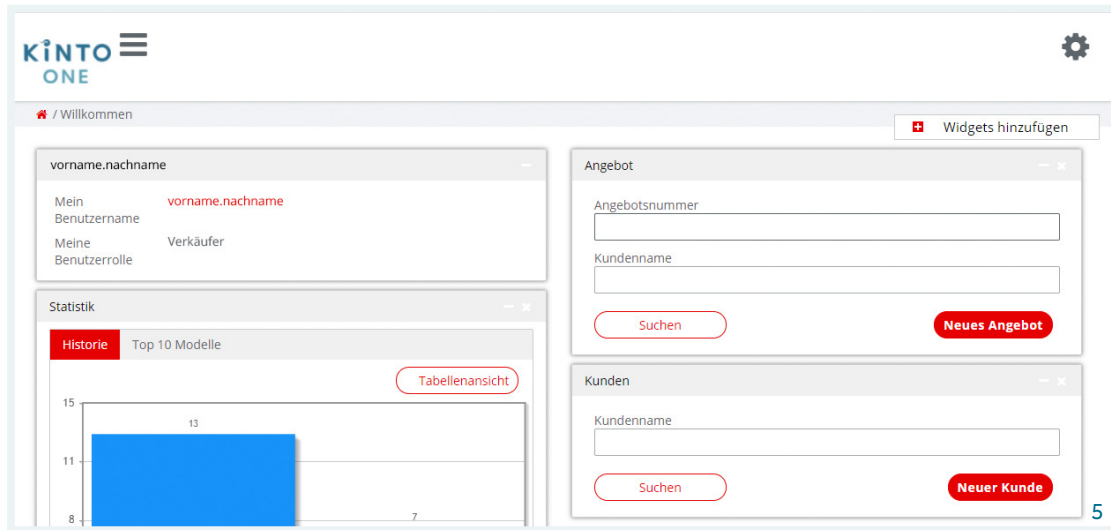 KINTO
ONE
/ Willkommen
Widgets hinzufügen
vorname.nachname
Mein
Benutzername
vorname.nachname
Meine
Benutzerrolle
Verkäufer
Statistik
Historie
Top 10 Modelle
Tabellenansicht
15
13
11
8
7
Angebot
Angebotsnummer
Kundenname
Suchen
Neues Angebot
Kunden
Kundenname
Suchen
Neuer Kunde
5